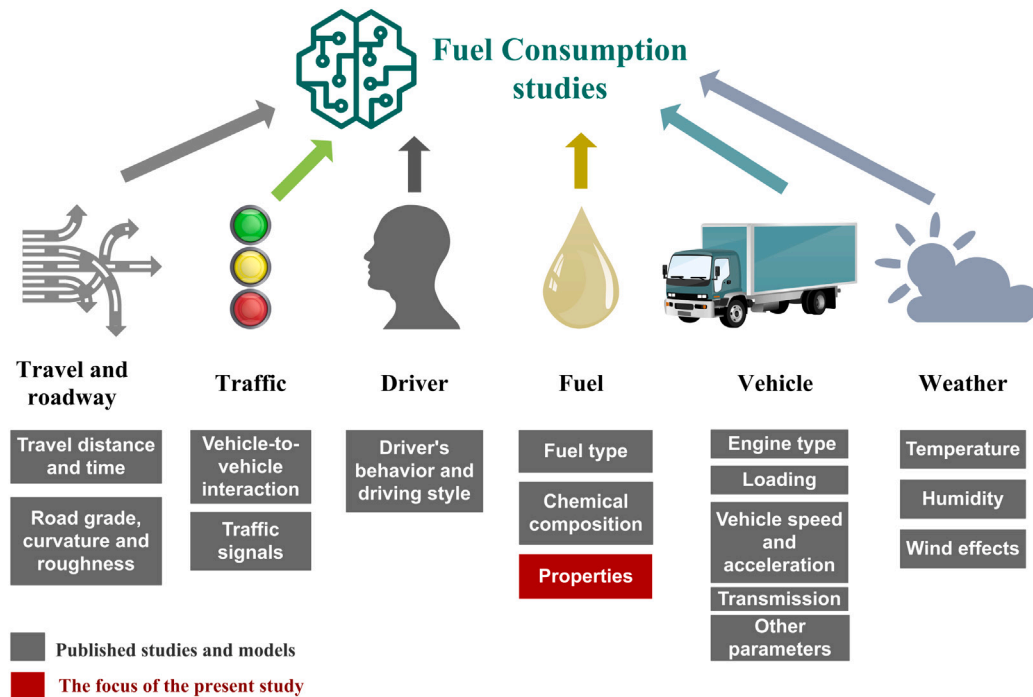 Fuel Consumption
studies
Travel and
roadway
Traffic
Driver
Fuel
Vehicle
Weather
Travel distance
and time
Road grade,
curvature and
roughness
Vehicle-to-
vehicle
interaction
Traffic
signals
Driver's
behavior and
driving style
Fuel type
Chemical
composition
Properties
Engine type
Loading
Vehicle speed
and
acceleration
Transmission
Other
parameters
Temperature
Humidity
Wind effects
Published studies and models
The focus of the present study